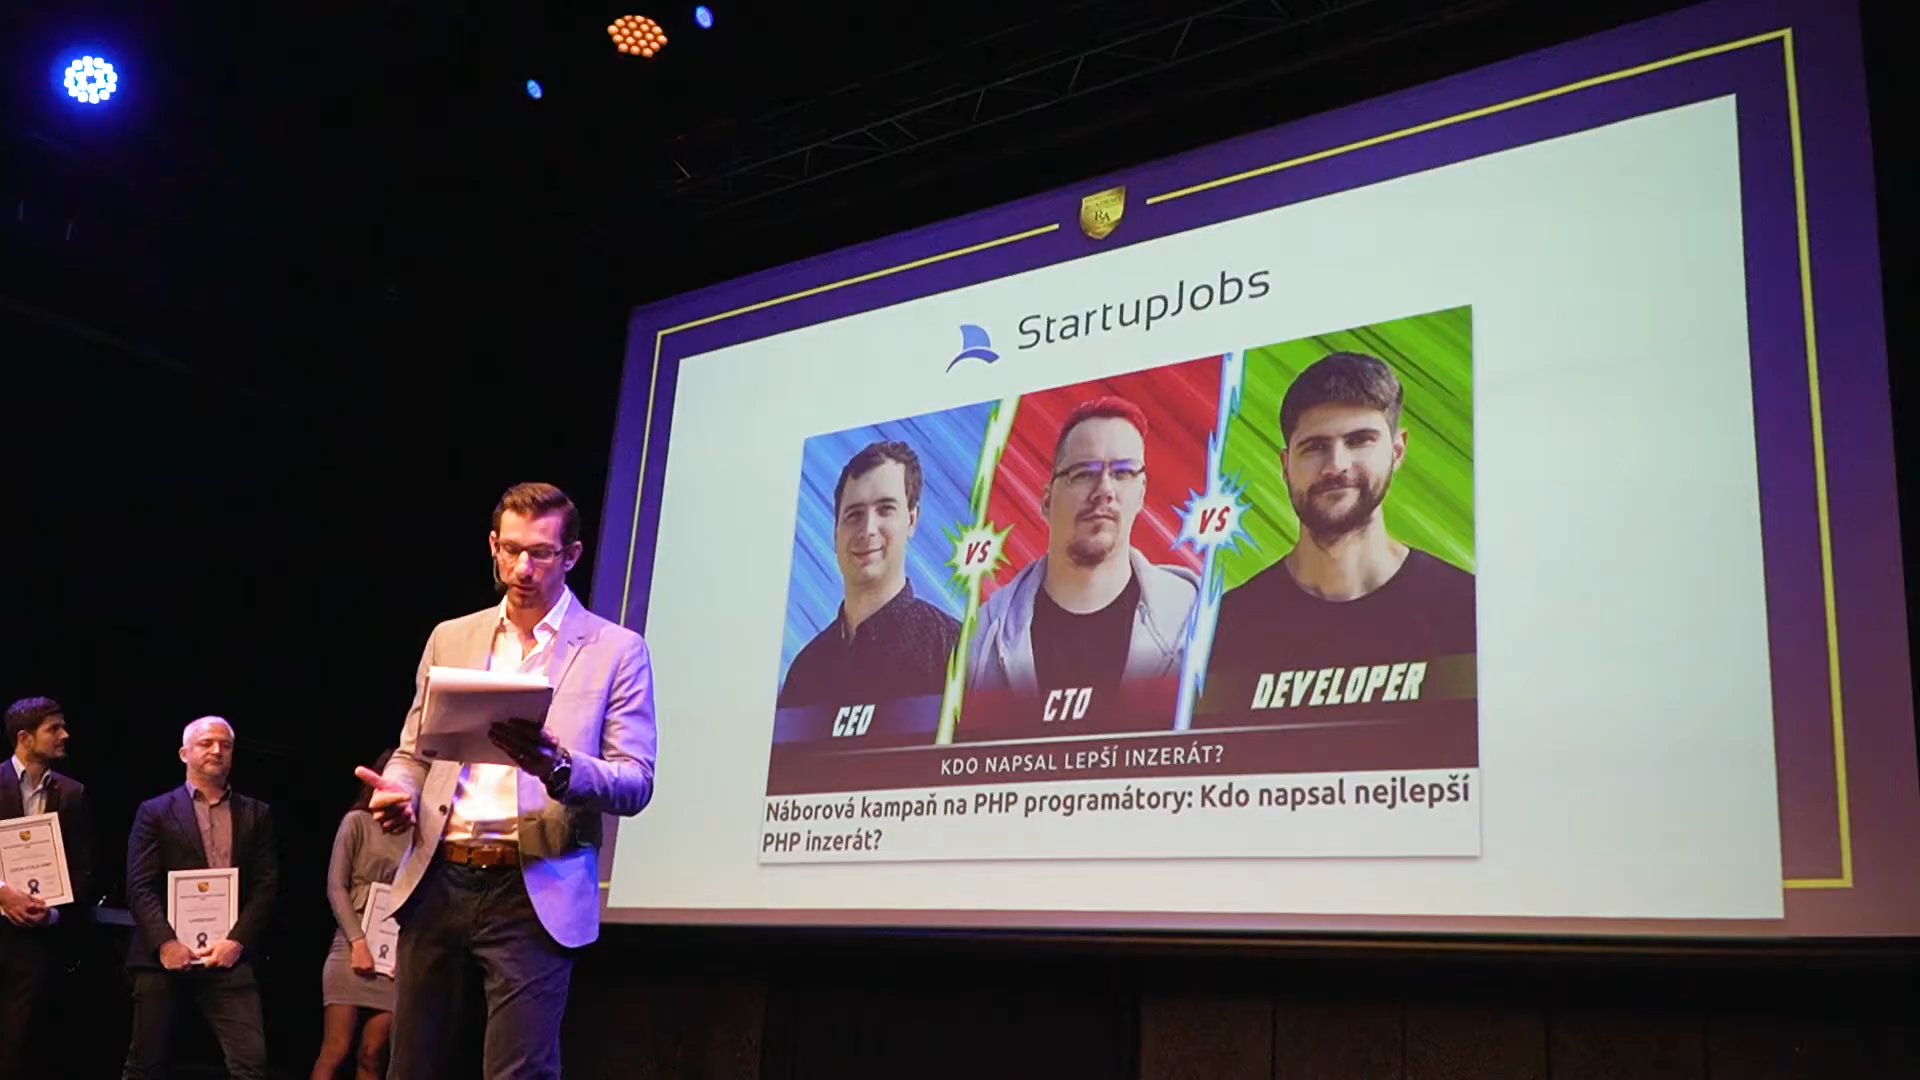 RA
StartupJobs
VS
VS
CEO
CTO
DEVELOPER
KDO NAPSAL LEPŠÍ INZERÁT?
Náborová kampaň na PHP programátory: Kdo napsal nejlepší
PHP inzerát?